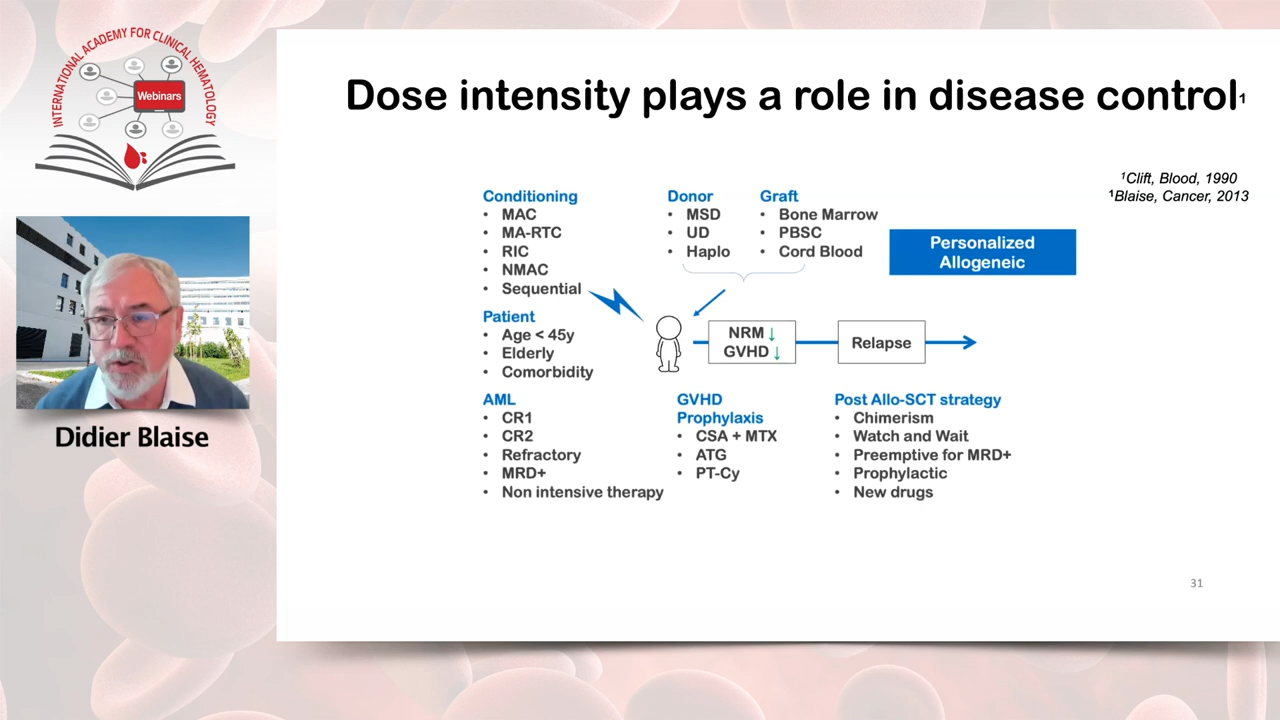 INTERNATIONAL ACADEMY FOR CLINICAL HEMATOLOGY
Webinars
Didier Blaise
Dose intensity plays a role in disease control¹
¹Clift, Blood, 1990
¹Blaise, Cancer, 2013
Conditioning
• MAC
• MA-RTC
• RIC
• NMAC
• Sequential
Patient
• Age < 45y
• Elderly
• Comorbidity
AML
• CR1
• CR2
• Refractory
• MRD+
• Non intensive therapy
Donor
• MSD
• UD
• Haplo
Graft
• Bone Marrow
• PBSC
• Cord Blood
Personalized
Allogeneic
NRM ↓
GVHD ↓
Relapse
GVHD
Prophylaxis
• CSA + MTX
• ATG
• PT-Cy
Post Allo-SCT strategy
• Chimerism
• Watch and Wait
• Preemptive for MRD+
• Prophylactic
• New drugs
31